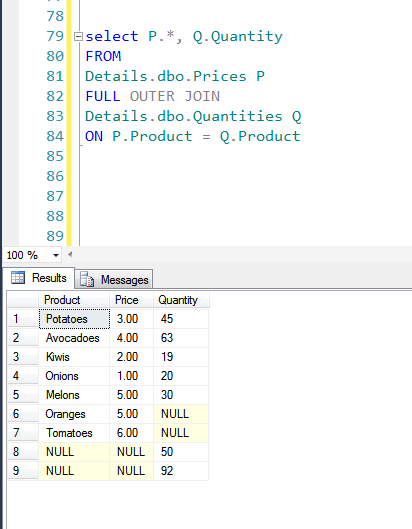 78
79 select P.*, Q.Quantity
80 FROM
81 Details.dbo.Prices P
82 FULL OUTER JOIN
83 Details.dbo.Quantities Q
84 ON P.Product = Q.Product
85
86
87
88
89
100 %
Results Messages
Product Price Quantity
1 Potatoes 3.00 45
2 Avocadoes 4.00 63
3 Kiwis 2.00 19
4 Onions 1.00 20
5 Melons 5.00 30
6 Oranges 5.00 NULL
7 Tomatoes 6.00 NULL
8 NULL NULL 50
9 NULL NULL 92